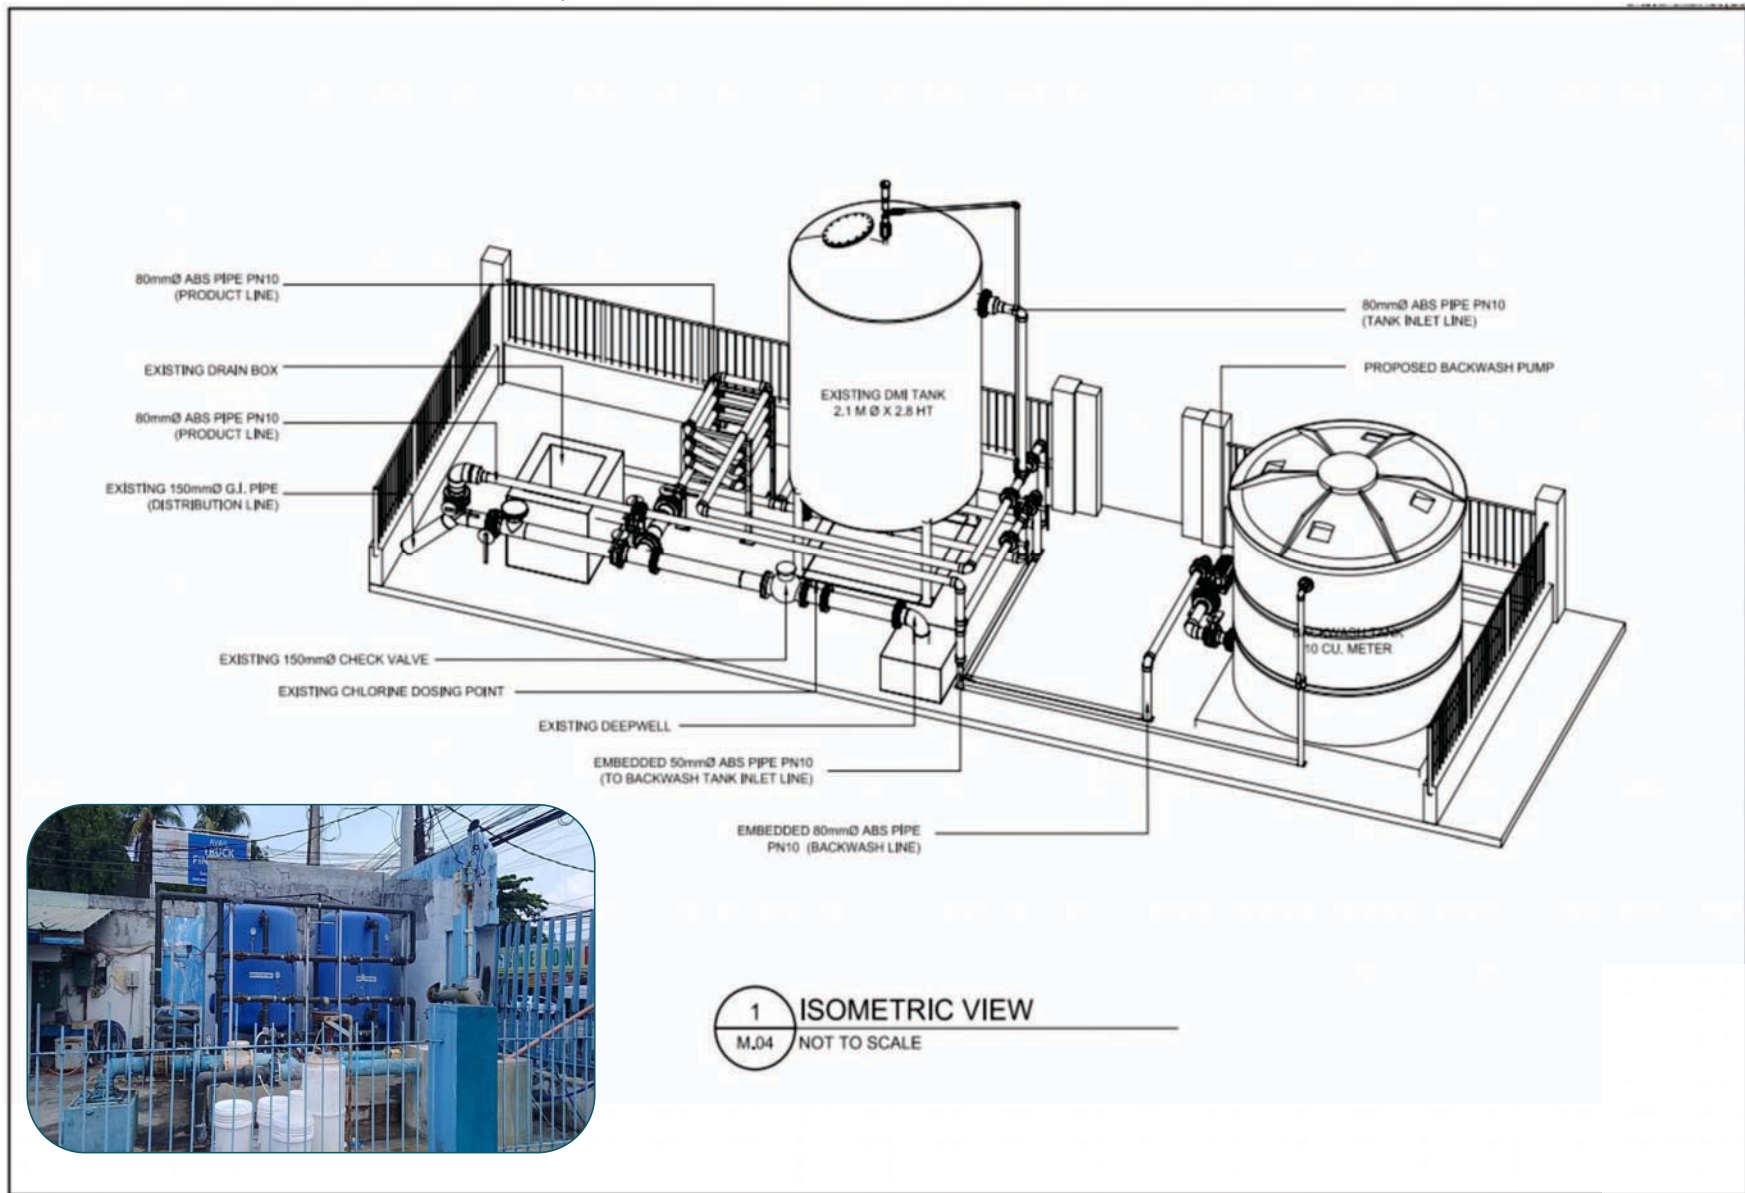 80mmØ ABS PIPE PN10
(PRODUCT LINE)
EXISTING DRAIN BOX
80mmØ ABS PIPE PN10
(PRODUCT LINE)
EXISTING 150mmØ G.I. PIPE
(DISTRIBUTION LINE)
EXISTING DMI TANK
2.1 M Ø X 2.8 HT
80mmØ ABS PIPE PN10
(TANK INLET LINE)
PROPOSED BACKWASH PUMP
BACKWASH TANK
10 CU. METER
EXISTING 150mmØ CHECK VALVE
EXISTING CHLORINE DOSING POINT
EXISTING DEEPWELL
EMBEDDED 50mmØ ABS PIPE PN10
(TO BACKWASH TANK INLET LINE)
EMBEDDED 80mmØ ABS PIPE
PN10 (BACKWASH LINE)
TRUCK
1
M.04
ISOMETRIC VIEW
NOT TO SCALE